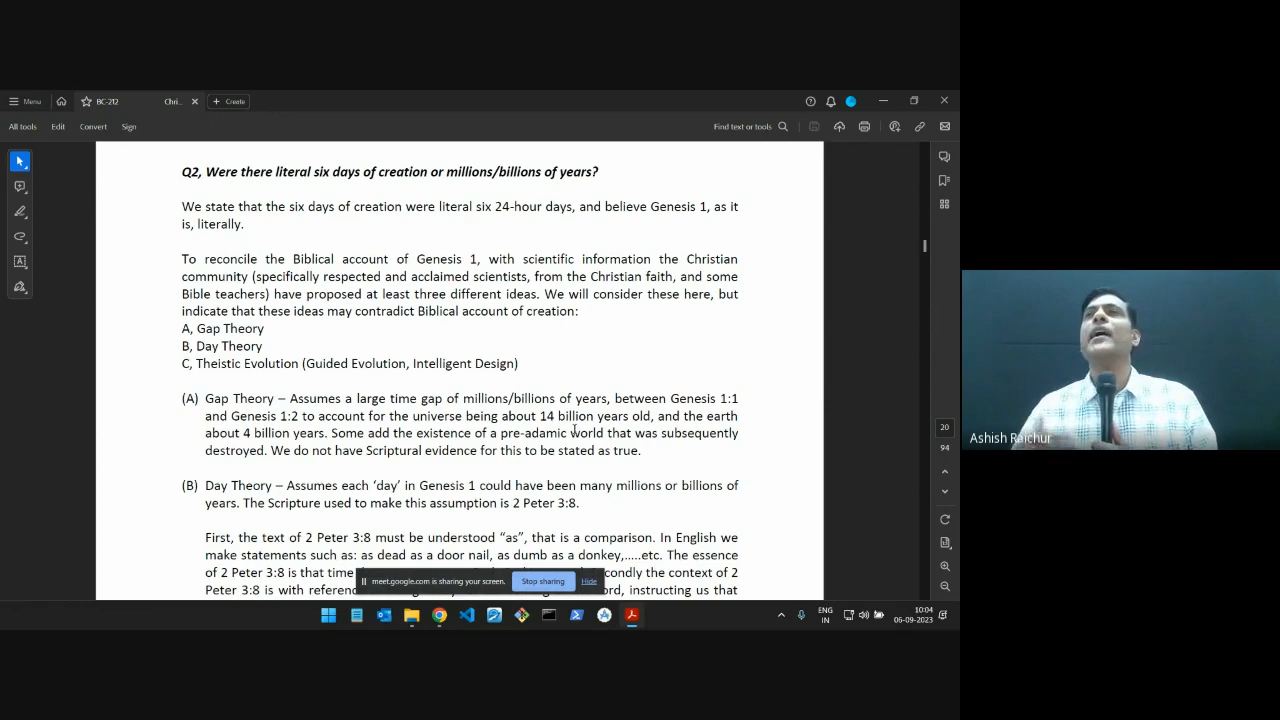 Menu
BC-212
Chri...
Create
All tools
Edit
Convert
Sign
Find text or tools
Q2, Were there literal six days of creation or millions/billions of years?
We state that the six days of creation were literal six 24-hour days, and believe Genesis 1, as it
is, literally.
To reconcile the Biblical account of Genesis 1, with scientific information the Christian
community (specifically respected and acclaimed scientists, from the Christian faith, and some
Bible teachers) have proposed at least three different ideas. We will consider these here, but
indicate that these ideas may contradict Biblical account of creation:
A, Gap Theory
B, Day Theory
C, Theistic Evolution (Guided Evolution, Intelligent Design)
(A) Gap Theory – Assumes a large time gap of millions/billions of years, between Genesis 1:1
and Genesis 1:2 to account for the universe being about 14 billion years old, and the earth
about 4 billion years. Some add the existence of a pre-adamic world that was subsequently
destroyed. We do not have Scriptural evidence for this to be stated as true.
(B) Day Theory – Assumes each ‘day’ in Genesis 1 could have been many millions or billions of
years. The Scripture used to make this assumption is 2 Peter 3:8.
First, the text of 2 Peter 3:8 must be understood “as”, that is a comparison. In English we
make statements such as: as dead as a door nail, as dumb as a donkey,.....etc. The essence
of 2 Peter 3:8 is that time
the context of 2
Peter 3:8 is with
instructing us that
meet.google.com is sharing your screen.
Stop sharing
Hide
20
94
Ashish Raichur
ENG
IN
10:04
06-09-2023